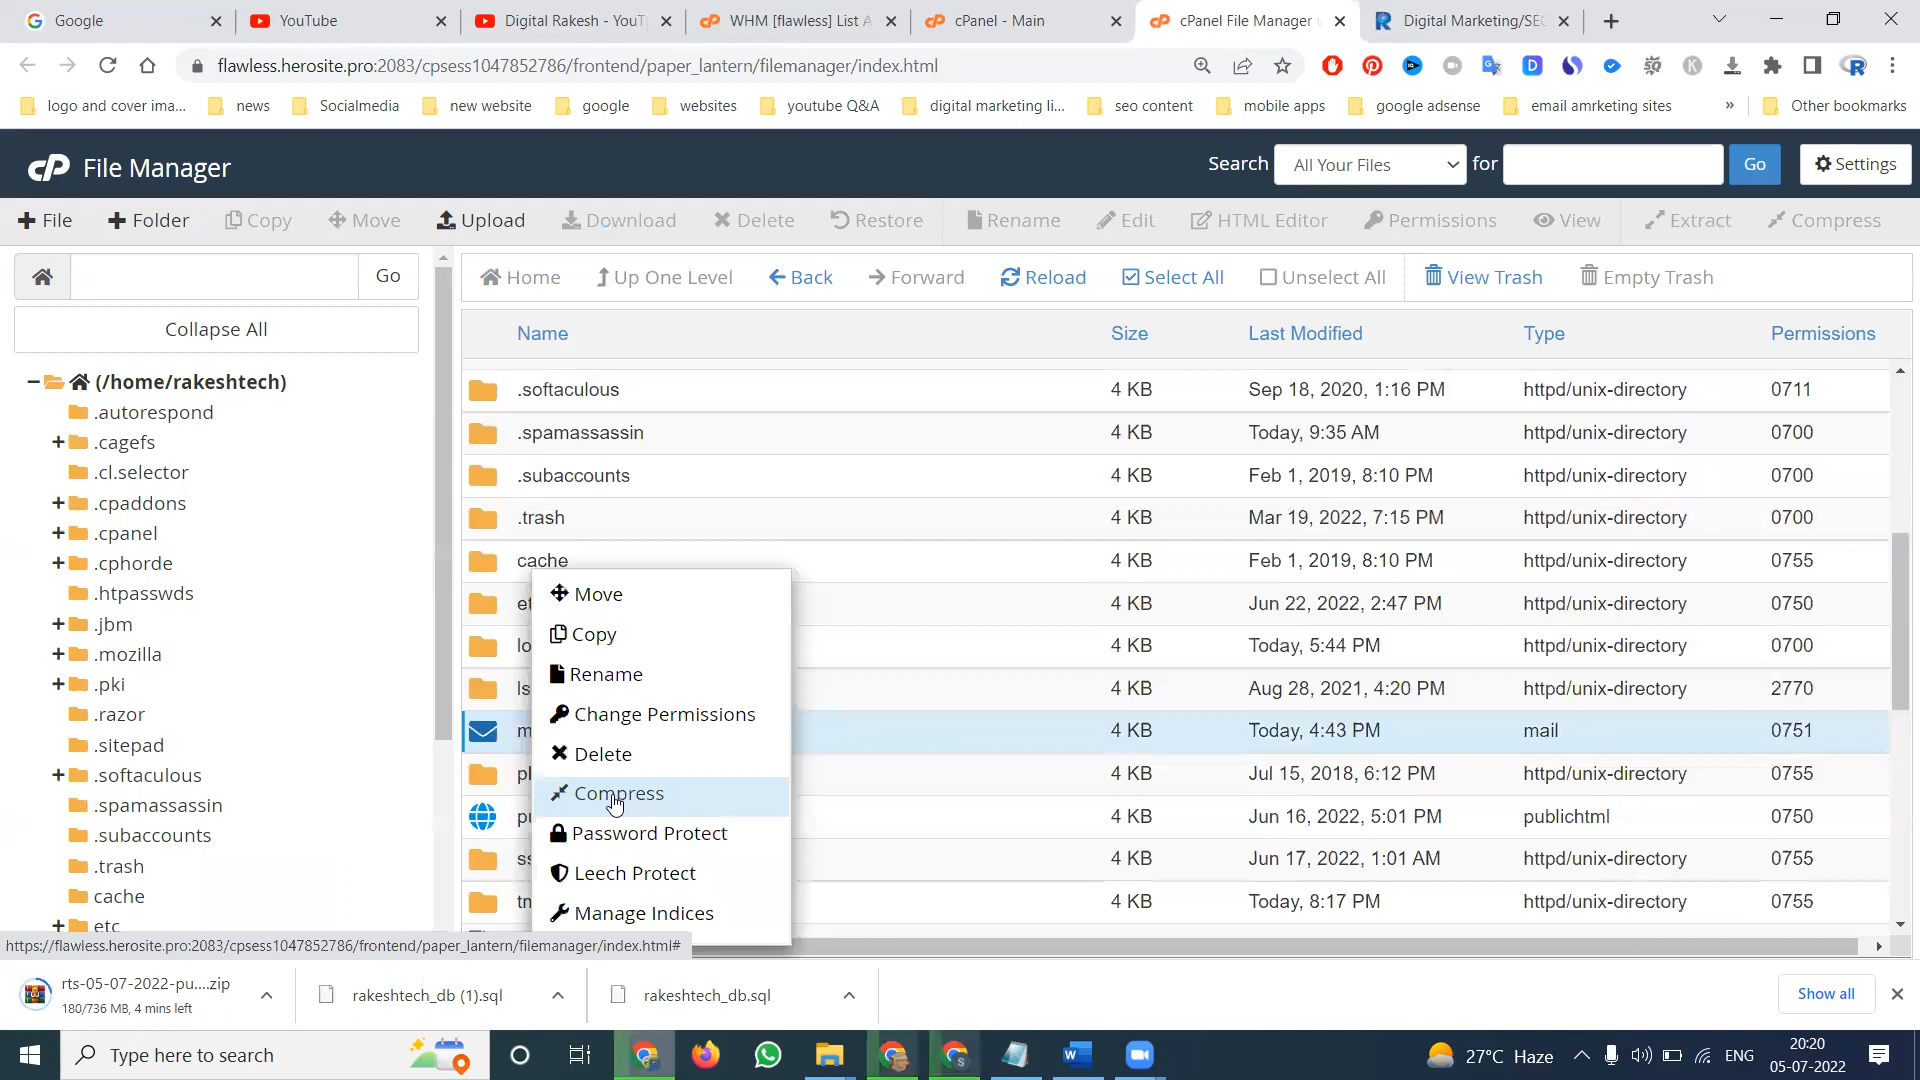 Google
YouTube
Digital Rakesh - YouT
WHM [flawless] List A
cPanel - Main
cPanel File Manager
Digital Marketing/SEC
flawless.herosite.pro:2083/cpsess1047852786/frontend/paper_lantern/filemanager/index.html
logo and cover ima...
news
Socialmedia
new website
google
websites
youtube Q&A
digital marketing li...
seo content
mobile apps
google adsense
email amrketing sites
»
Other bookmarks
cP File Manager
Search
All Your Files
for
Go
Settings
File
Folder
Copy
Move
Upload
Download
Delete
Restore
Rename
Edit
HTML Editor
Permissions
View
Extract
Compress
Go
Collapse All
(/home/rakeshtech)
.autorespond
.cagefs
.cl.selector
.cpaddons
.cpanel
.cphorde
.htpasswds
.jbm
.mozilla
.pki
.razor
.sitepad
.softaculous
.spamassassin
.subaccounts
.trash
cache
etc
Home
Up One Level
Back
Forward
Reload
Select All
Unselect All
View Trash
Empty Trash
Name Size Last Modified Type Permissions
.softaculous 4 KB Sep 18, 2020, 1:16 PM httpd/unix-directory 0711
.spamassassin 4 KB Today, 9:35 AM httpd/unix-directory 0700
.subaccounts 4 KB Feb 1, 2019, 8:10 PM httpd/unix-directory 0700
.trash 4 KB Mar 19, 2022, 7:15 PM httpd/unix-directory 0700
cache 4 KB Feb 1, 2019, 8:10 PM httpd/unix-directory 0755
4 KB Jun 22, 2022, 2:47 PM httpd/unix-directory 0750
lo 4 KB Today, 5:44 PM httpd/unix-directory 0700
ls 4 KB Aug 28, 2021, 4:20 PM httpd/unix-directory 2770
4 KB Today, 4:43 PM mail 0751
4 KB Jul 15, 2018, 6:12 PM httpd/unix-directory 0755
4 KB Jun 16, 2022, 5:01 PM publichtml 0750
4 KB Jun 17, 2022, 1:01 AM httpd/unix-directory 0755
4 KB Today, 8:17 PM httpd/unix-directory 0755
Move
Copy
Rename
Change Permissions
Delete
Compress
Password Protect
Leech Protect
Manage Indices
https://flawless.herosite.pro:2083/cpsess1047852786/frontend/paper_lantern/filemanager/index.html#
rts-05-07-2022-pu....zip
180/736 MB, 4 mins left
rakeshtech_db (1).sql
rakeshtech_db.sql
Show all
Type here to search
27°C Haze
ENG
20:20
05-07-2022